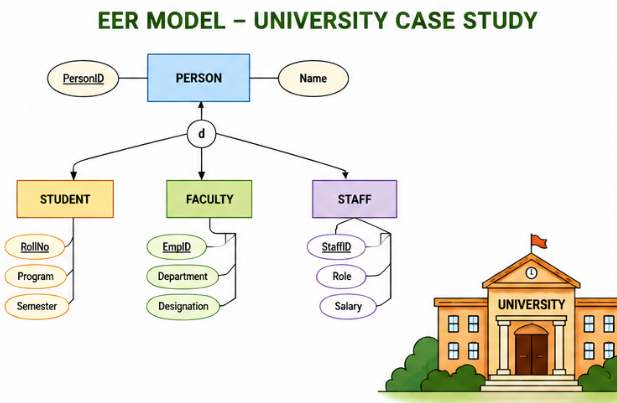 EER MODEL – UNIVERSITY CASE STUDY
PersonID
PERSON
Name
d
STUDENT
FACULTY
STAFF
RollNo
EmpID
StaffID
Program
Department
Role
Semester
Designation
Salary
UNIVERSITY